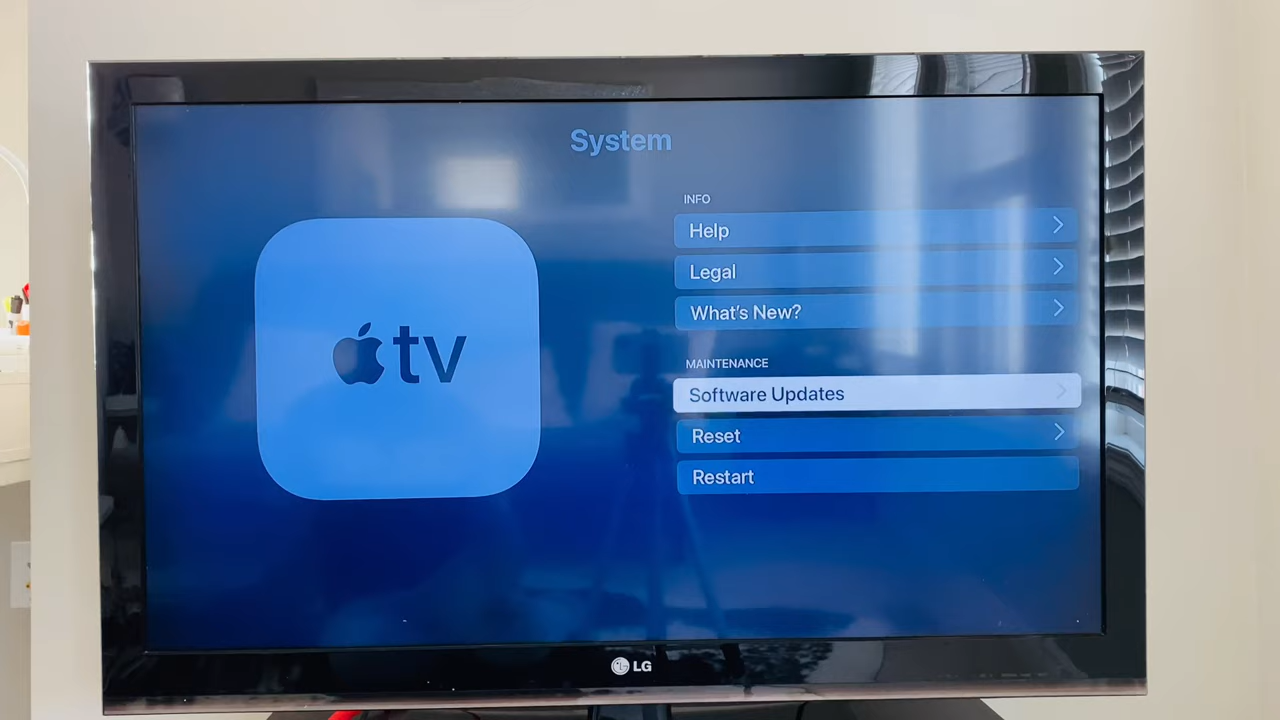 System
INFO
Help
Legal
What's New?
tv
MAINTENANCE
Software Updates
Reset
Restart
LG